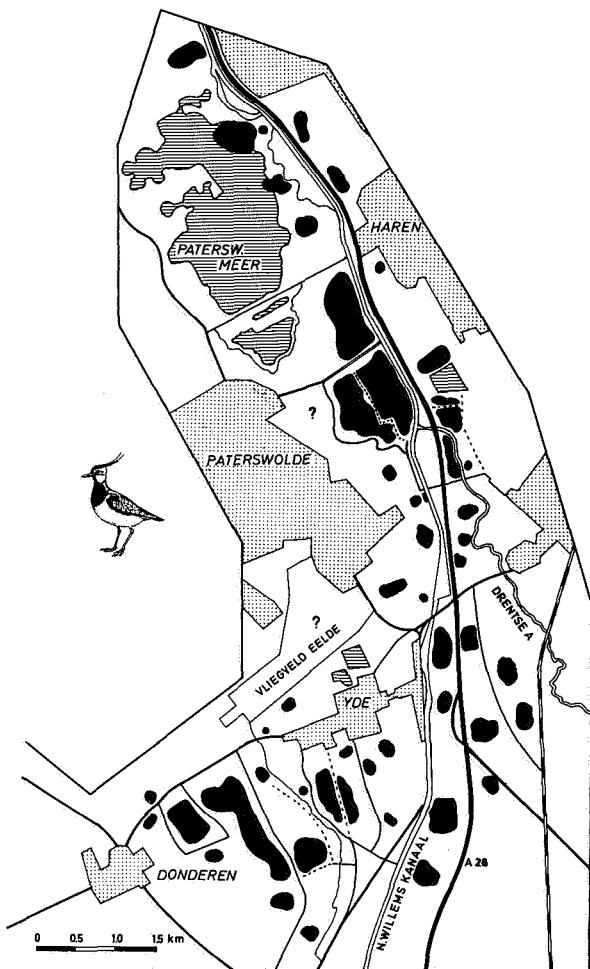 HAREN
PATERSW.
MEER
?
PATERSWOLDE
DRENTSE A
?
VLIEGVELD EELDE
YDE
N.WILLEMS KANAAL
A 28
DONDEREN
0 0.5 1.0 1.5 km